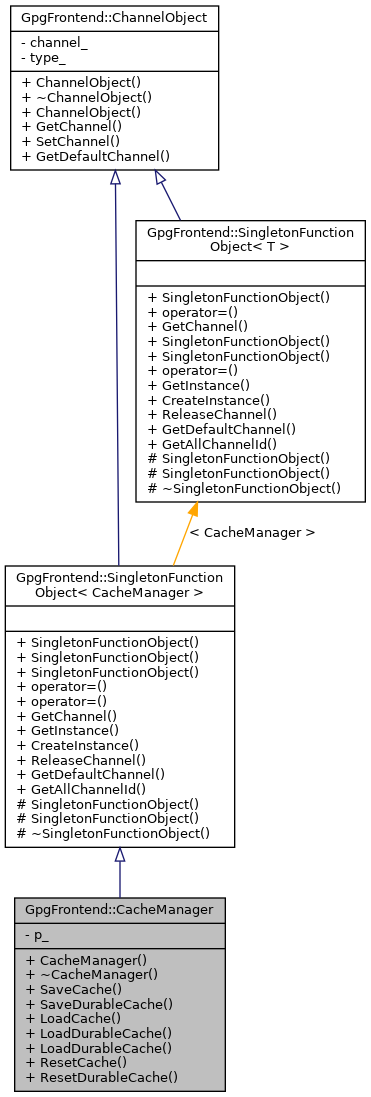 GpgFrontend::ChannelObject
- channel_
- type_
+ ChannelObject()
+ ~ChannelObject()
+ ChannelObject()
+ GetChannel()
+ SetChannel()
+ GetDefaultChannel()
GpgFrontend::SingletonFunction
Object< T >
+ SingletonFunctionObject()
+ operator=()
+ GetChannel()
+ SingletonFunctionObject()
+ SingletonFunctionObject()
+ operator=()
+ GetInstance()
+ CreateInstance()
+ ReleaseChannel()
+ GetDefaultChannel()
+ GetAllChannelId()
# SingletonFunctionObject()
# SingletonFunctionObject()
# ~SingletonFunctionObject()
< CacheManager >
GpgFrontend::SingletonFunction
Object< CacheManager >
+ SingletonFunctionObject()
+ SingletonFunctionObject()
+ SingletonFunctionObject()
+ operator=()
+ operator=()
+ GetChannel()
+ GetInstance()
+ CreateInstance()
+ ReleaseChannel()
+ GetDefaultChannel()
+ GetAllChannelId()
# SingletonFunctionObject()
# SingletonFunctionObject()
# ~SingletonFunctionObject()
GpgFrontend::CacheManager
- p_
+ CacheManager()
+ ~CacheManager()
+ SaveCache()
+ SaveDurableCache()
+ LoadCache()
+ LoadDurableCache()
+ LoadDurableCache()
+ ResetCache()
+ ResetDurableCache()